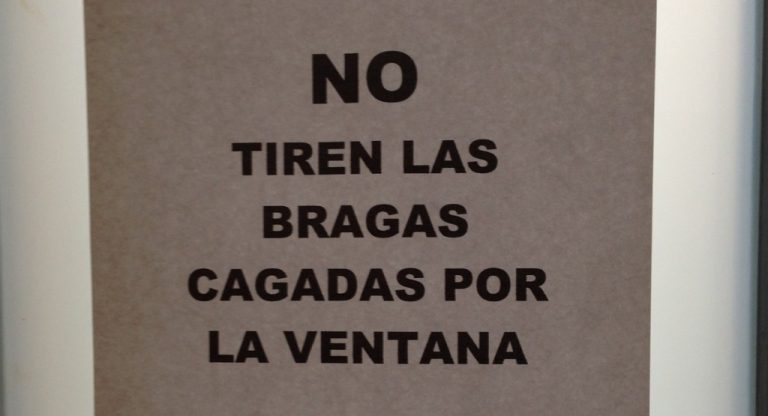 NO
TIREN LAS
BRAGAS
CAGADAS POR
LA VENTANA